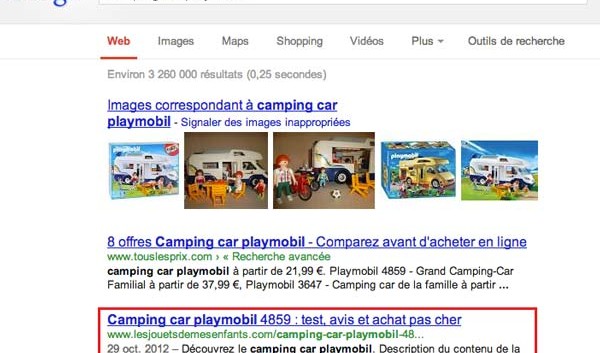 Web Images Maps Shopping Vidéos Plus Outils de recherche
Environ 3 260 000 résultats (0,25 secondes)
Images correspondant à camping car
playmobil - Signaler des images inappropriées
8 offres Camping car playmobil - Comparez avant d'acheter en ligne
www.touslesprix.com › « Recherche avancée
camping car playmobil à partir de 21,99 €. Playmobil 4859 - Grand Camping-Car
Familial à partir de 37,99 €, Playmobil 3647 - Camping car de la famille à partir ...
Camping car playmobil 4859 : test, avis et achat pas cher
www.lesjouetsdemesenfants.com/camping-car-playmobil-48...
29 oct. 2012 – Découvrez le camping car playmobil. Description du contenu de la